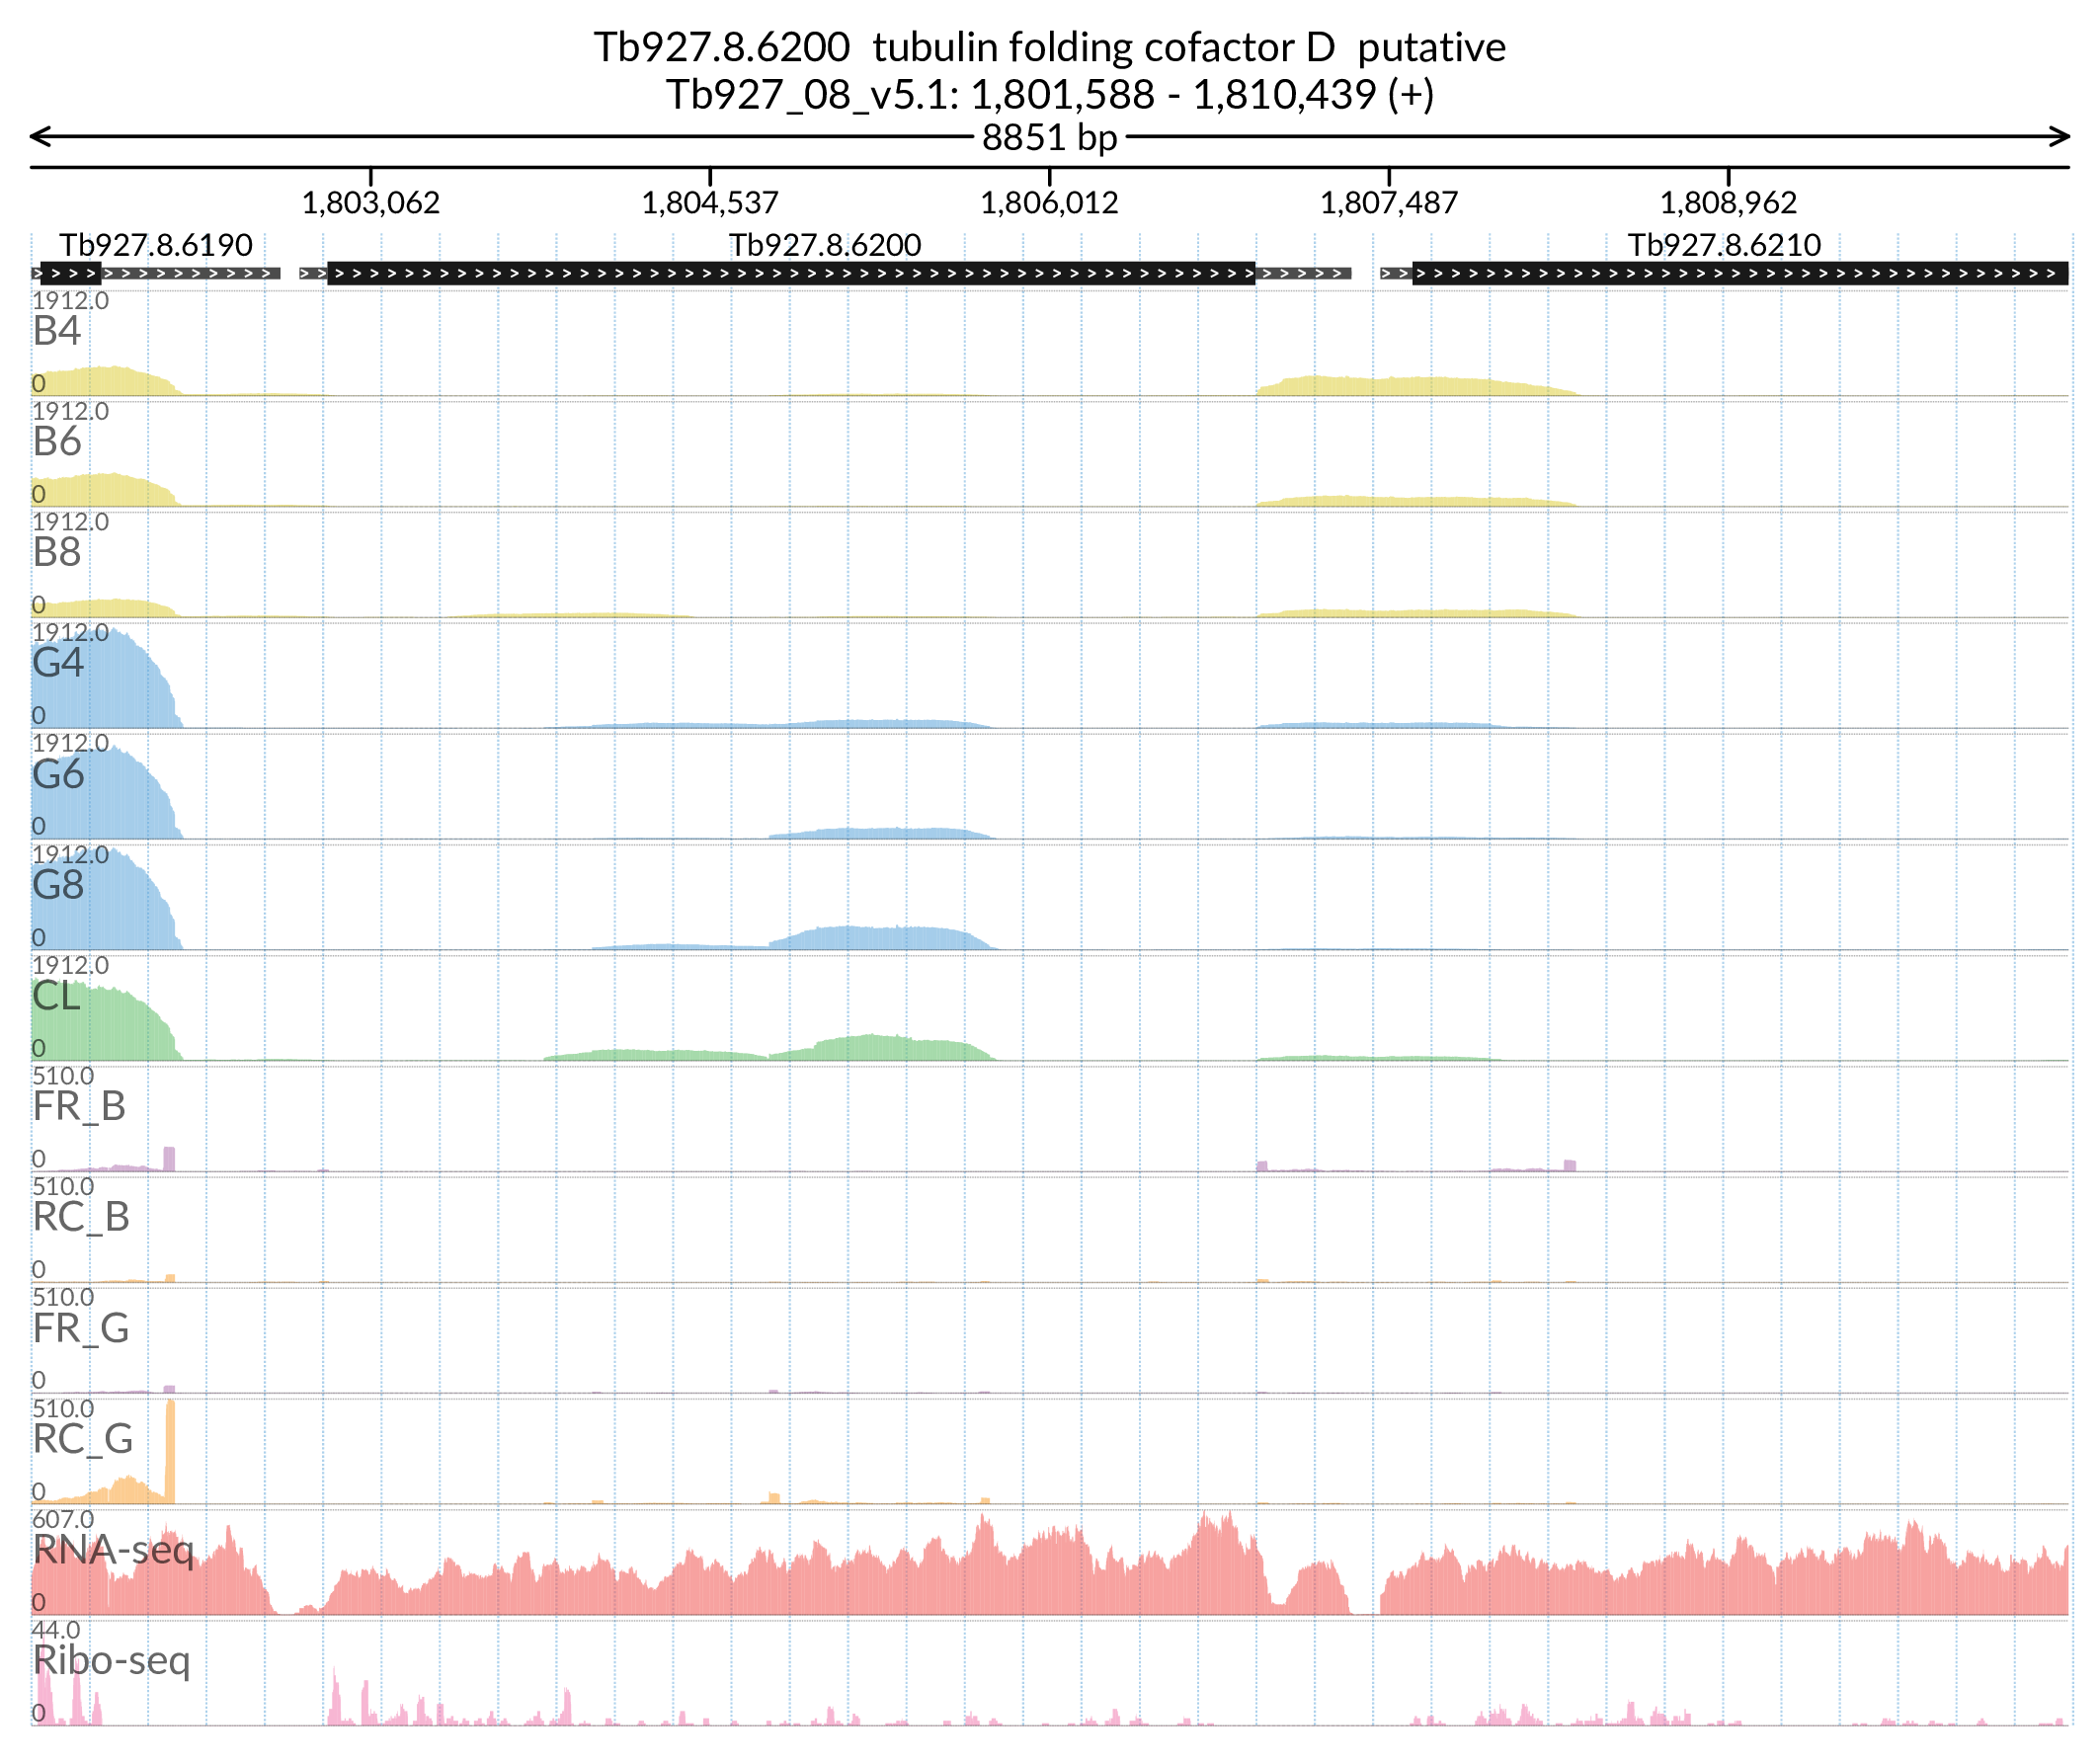 Tb927.8.6200  tubulin folding cofactor D  putative
Tb927_08_v5.1: 1,801,588 - 1,810,439 (+)
8851 bp
1,803,062 1,804,537 1,806,012 1,807,487 1,808,962
Tb927.8.6190 Tb927.8.6200 Tb927.8.6210
1912.0
B4
0
1912.0
B6
0
1912.0
B8
0
1912.0
G4
0
1912.0
G6
0
1912.0
G8
0
1912.0
CL
0
510.0
FR_B
0
510.0
RC_B
0
510.0
FR_G
0
510.0
RC_G
0
607.0
RNA-seq
0
44.0
Ribo-seq
0